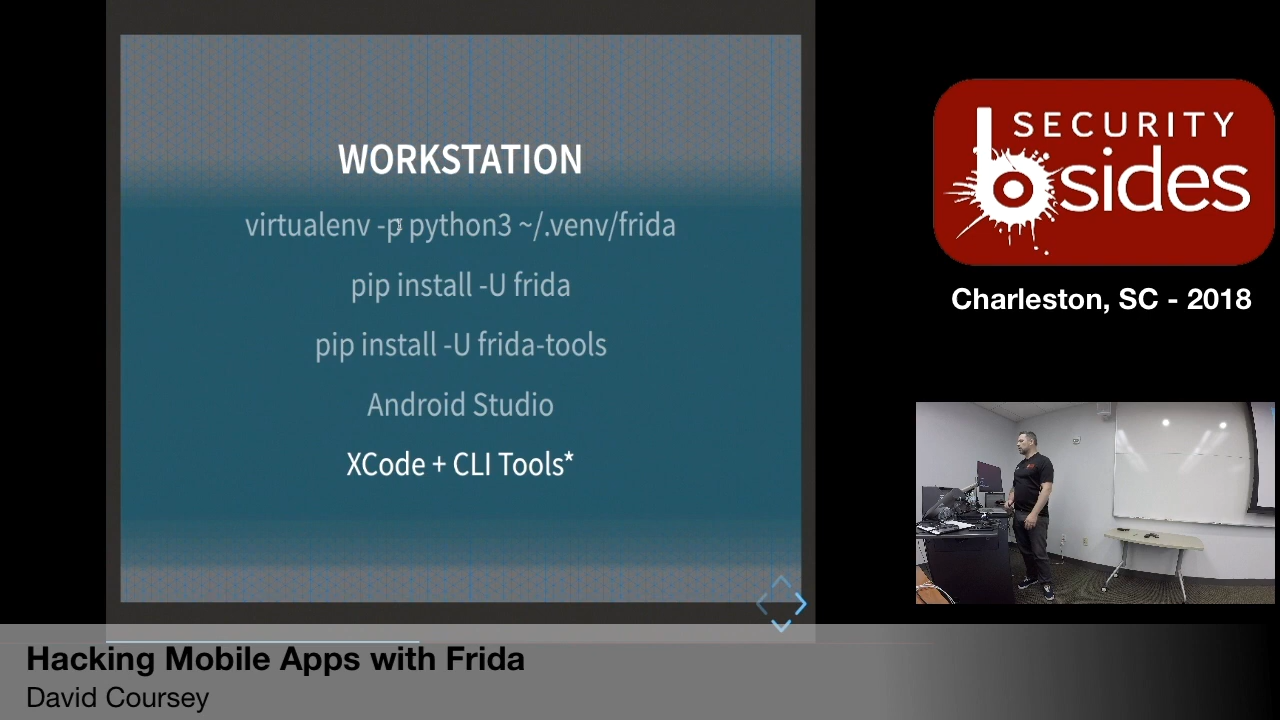 WORKSTATION
virtualenv -p python3 ~/.venv/frida
pip install -U frida
pip install -U frida-tools
Android Studio
XCode + CLI Tools*
SECURITY
bsides
Charleston, SC - 2018
Hacking Mobile Apps with Frida
David Coursey